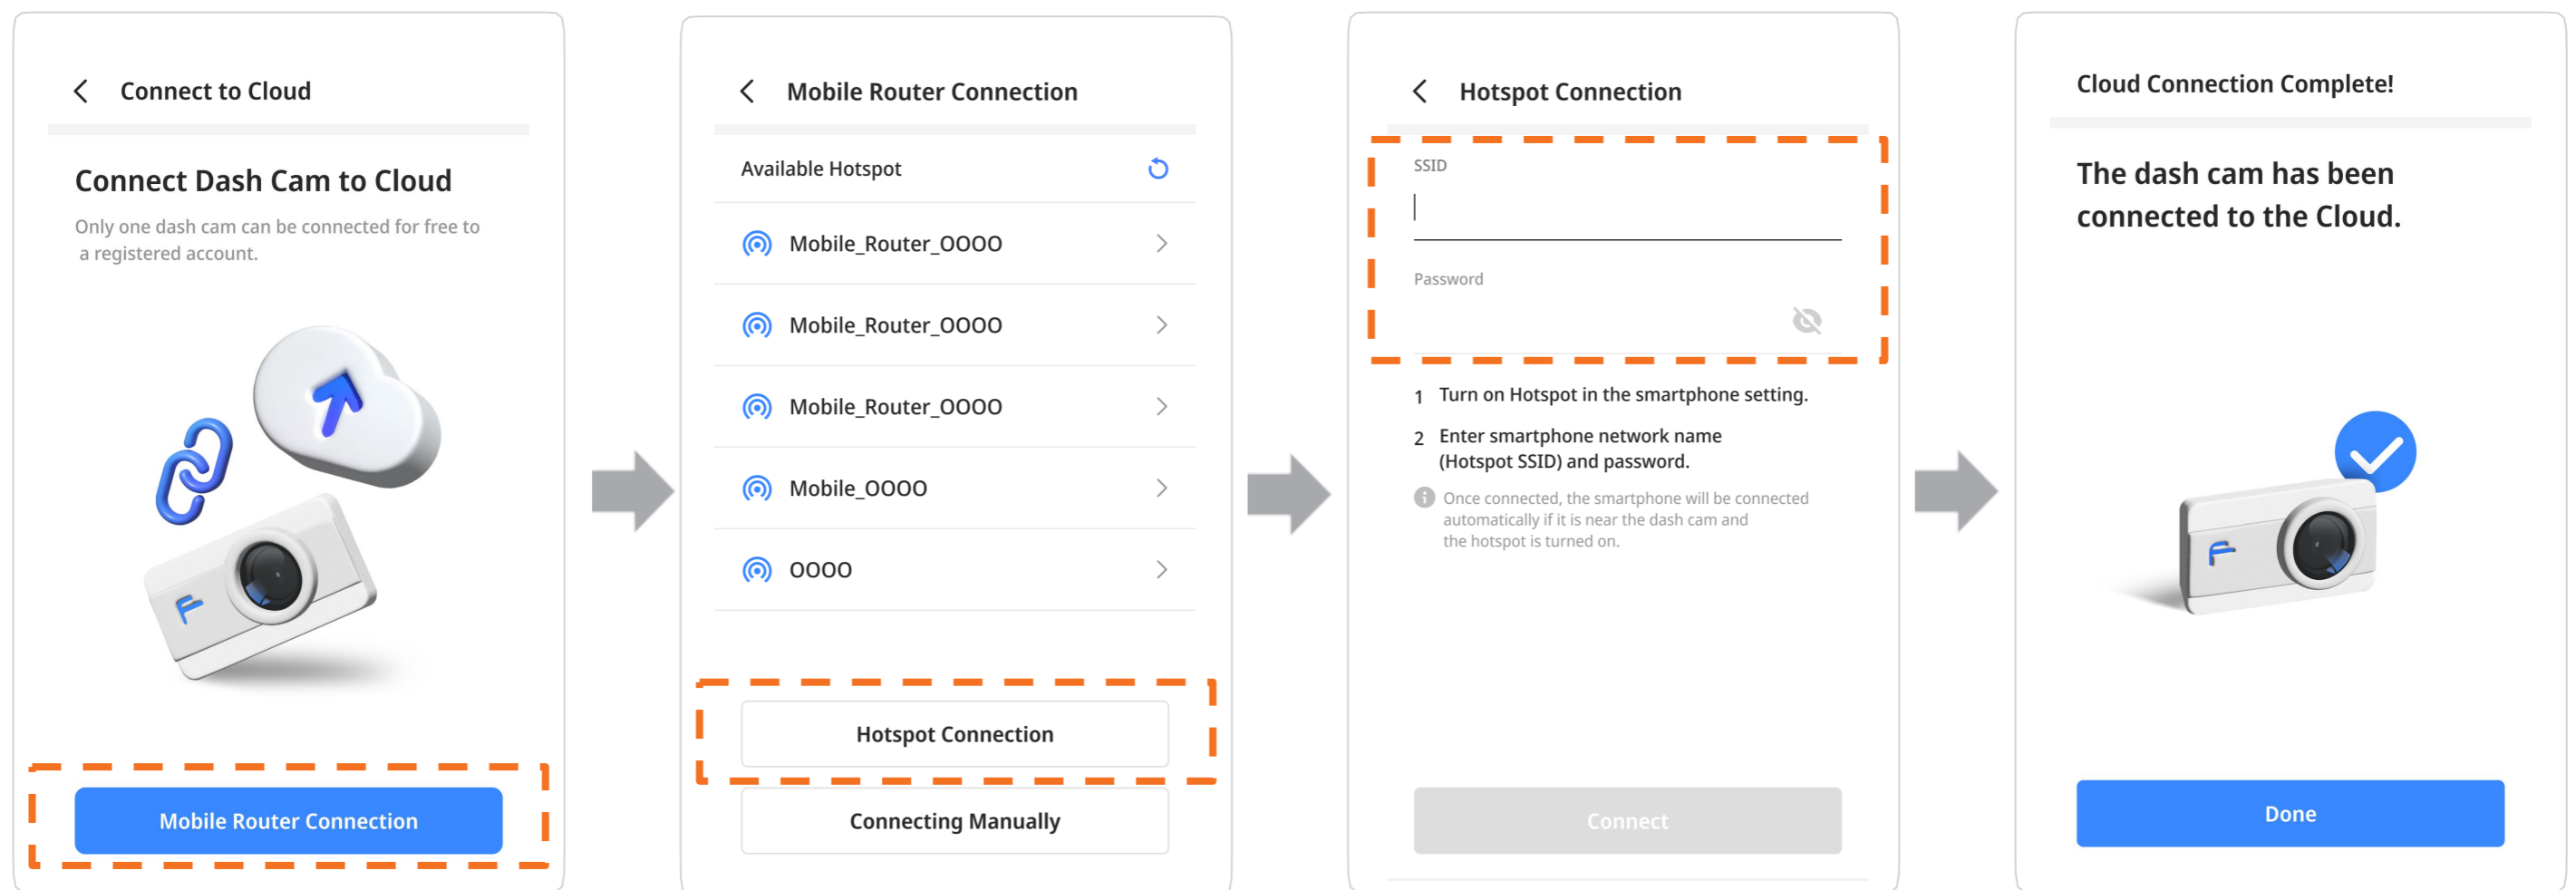 Connect to Cloud
Connect Dash Cam to Cloud
Only one dash cam can be connected for free to
a registered account.
F
Mobile Router Connection
Mobile Router Connection
Available Hotspot
Mobile_Router_OOOO
Mobile_Router_OOOO
Mobile_Router_OOOO
Mobile_OOOO
OOOO
Hotspot Connection
Connecting Manually
Hotspot Connection
SSID
Password
1 Turn on Hotspot in the smartphone setting.
2 Enter smartphone network name
(Hotspot SSID) and password.
Once connected, the smartphone will be connected
automatically if it is near the dash cam and
the hotspot is turned on.
Connect
Cloud Connection Complete!
The dash cam has been
connected to the Cloud.
F
Done